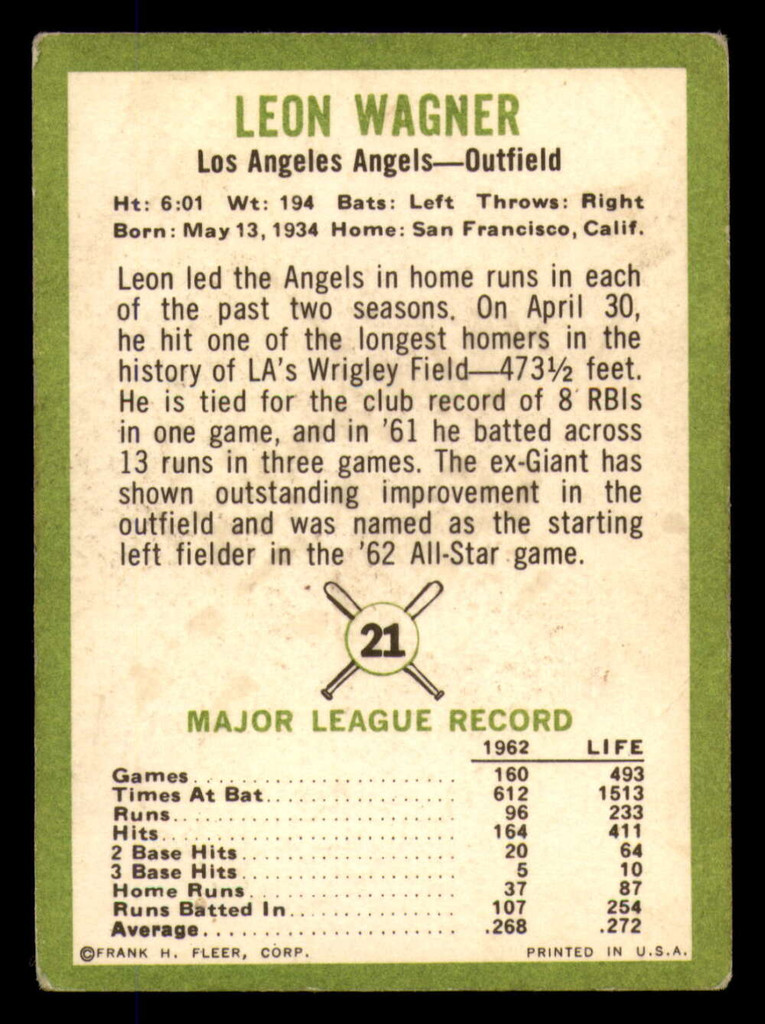 LEON WAGNER
Los Angeles Angels—Outfield
Ht: 6:01 Wt: 194 Bats: Left Throws: Right
Born: May 13, 1934 Home: San Francisco, Calif.
Leon led the Angels in home runs in each
of the past two seasons. On April 30,
he hit one of the longest homers in the
history of LA's Wrigley Field—473½ feet.
He is tied for the club record of 8 RBIs
in one game, and in '61 he batted across
13 runs in three games. The ex-Giant has
shown outstanding improvement in the
outfield and was named as the starting
left fielder in the '62 All-Star game.
21
MAJOR LEAGUE RECORD
1962 LIFE
Games 160 493
Times At Bat 612 1513
Runs 96 233
Hits 164 411
2 Base Hits 20 64
3 Base Hits 5 10
Home Runs 37 87
Runs Batted In 107 254
Average .268 .272
©FRANK H. FLEER, CORP. PRINTED IN U.S.A.